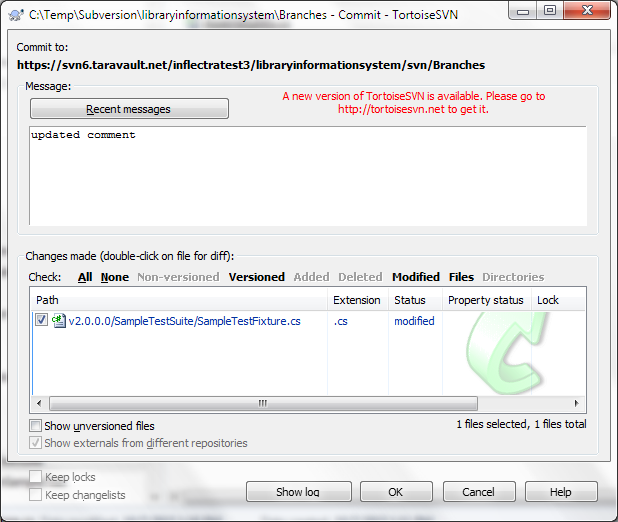 C:\Temp\Subversion\libraryinformationsystem\Branches - Commit - TortoiseSVN
Commit to:
https://svn6.taravault.net/inflectratest3/libraryinformationsystem/svn/Branches
Message:
Recent messages
A new version of TortoiseSVN is available. Please go to
http://tortoisesvn.net to get it.
updated comment
Changes made (double-click on file for diff):
Check: All None Non-versioned Versioned Added Deleted Modified Files Directories
Path Extension Status Property status Lock
v2.0.0.0/SampleTestSuite/SampleTestFixture.cs .cs modified
Show unversioned files 1 files selected, 1 files total
Show externals from different repositories
Keep locks
Keep changelists
Show log OK Cancel Help